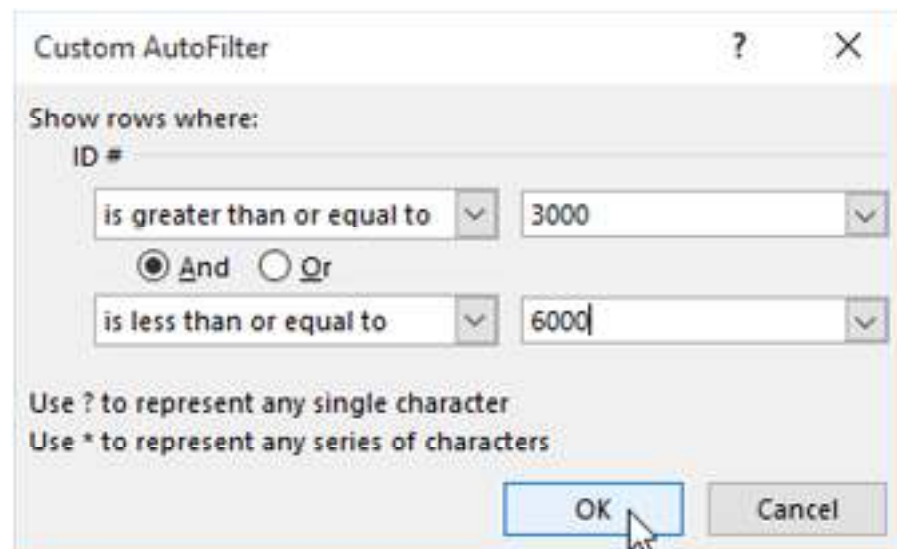 Custom AutoFilter ?
Show rows where:
ID #
is greater than or equal to 3000
And Or
is less than or equal to 6000
Use ? to represent any single character
Use * to represent any series of characters
OK Cancel